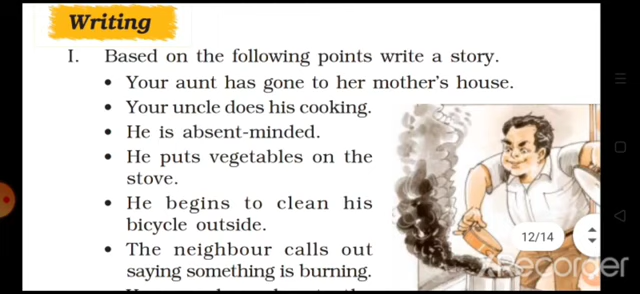 Writing
I. Based on the following points write a story.
• Your aunt has gone to her mother's house.
• Your uncle does his cooking.
• He is absent-minded.
• He puts vegetables on the
stove.
• He begins to clean his
bicycle outside.
12/14
• The neighbour calls out
saying something is burning.